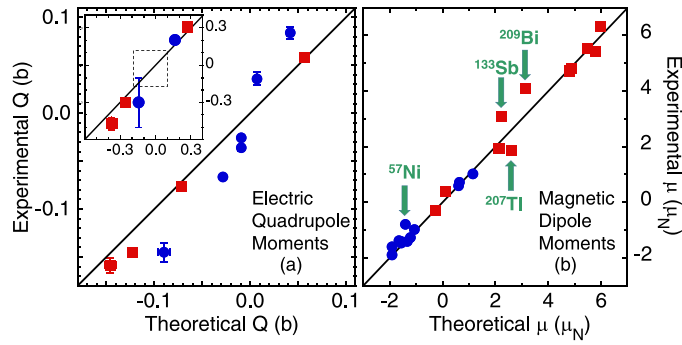 0.3
0
-0.3
-0.3
0.0
0.3
0.0
-0.1
Experimental Q (b)
Electric
Quadrupole
Moments
(a)
-0.1
0.0
0.1
Theoretical Q (b)
209Bi
133Sb
57Ni
207Tl
Magnetic
Dipole
Moments
(b)
6
4
2
0
-2
Experimental μ (μN)
-2
0
2
4
6
Theoretical μ (μN)